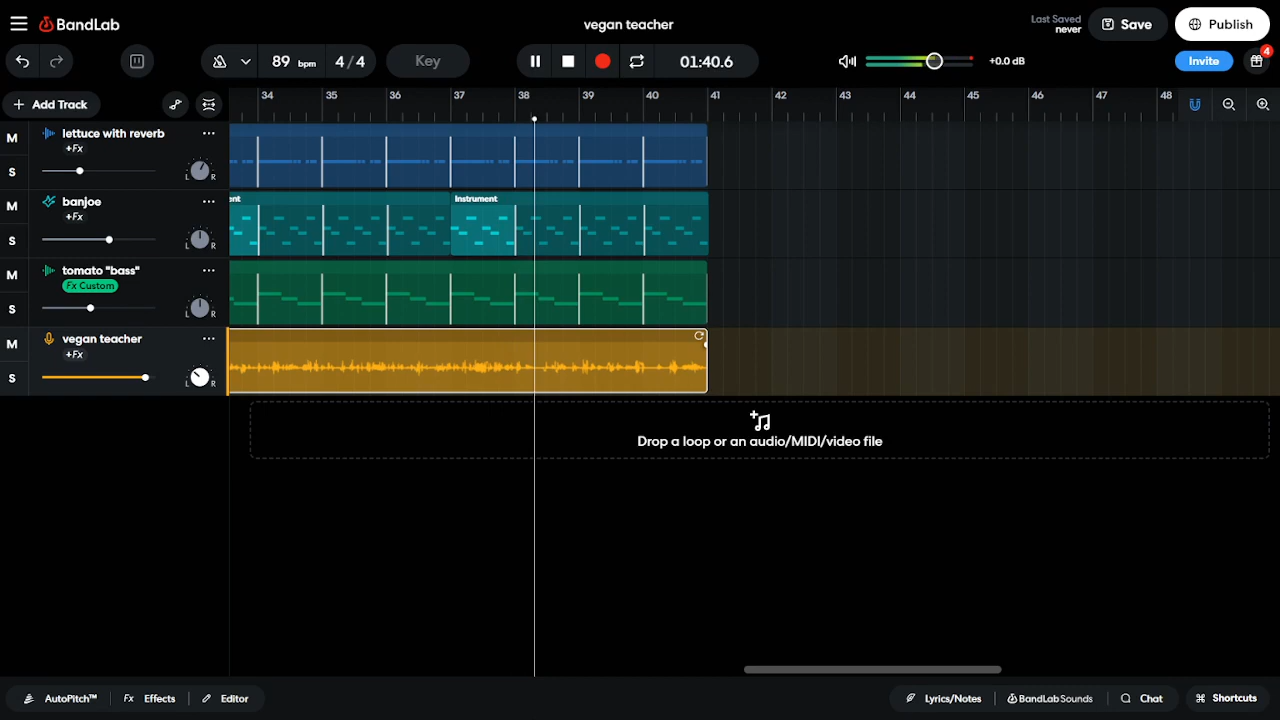 BandLab
vegan teacher
Last Saved
never
Save
Publish
89 bpm
4 / 4
Key
01:40.6
+0.0 dB
Invite
4
Add Track
34 35 36 37 38 39 40 41 42 43 44 45 46 47 48
M
lettuce with reverb
+Fx
S
L R
M
banjoe
+Fx
S
L R
ent
Instrument
M
tomato "bass"
Fx Custom
S
L R
M
vegan teacher
+Fx
S
L R
Drop a loop or an audio/MIDI/video file
AutoPitch™
Fx Effects
Editor
Lyrics/Notes
BandLab Sounds
Chat
⌘ Shortcuts